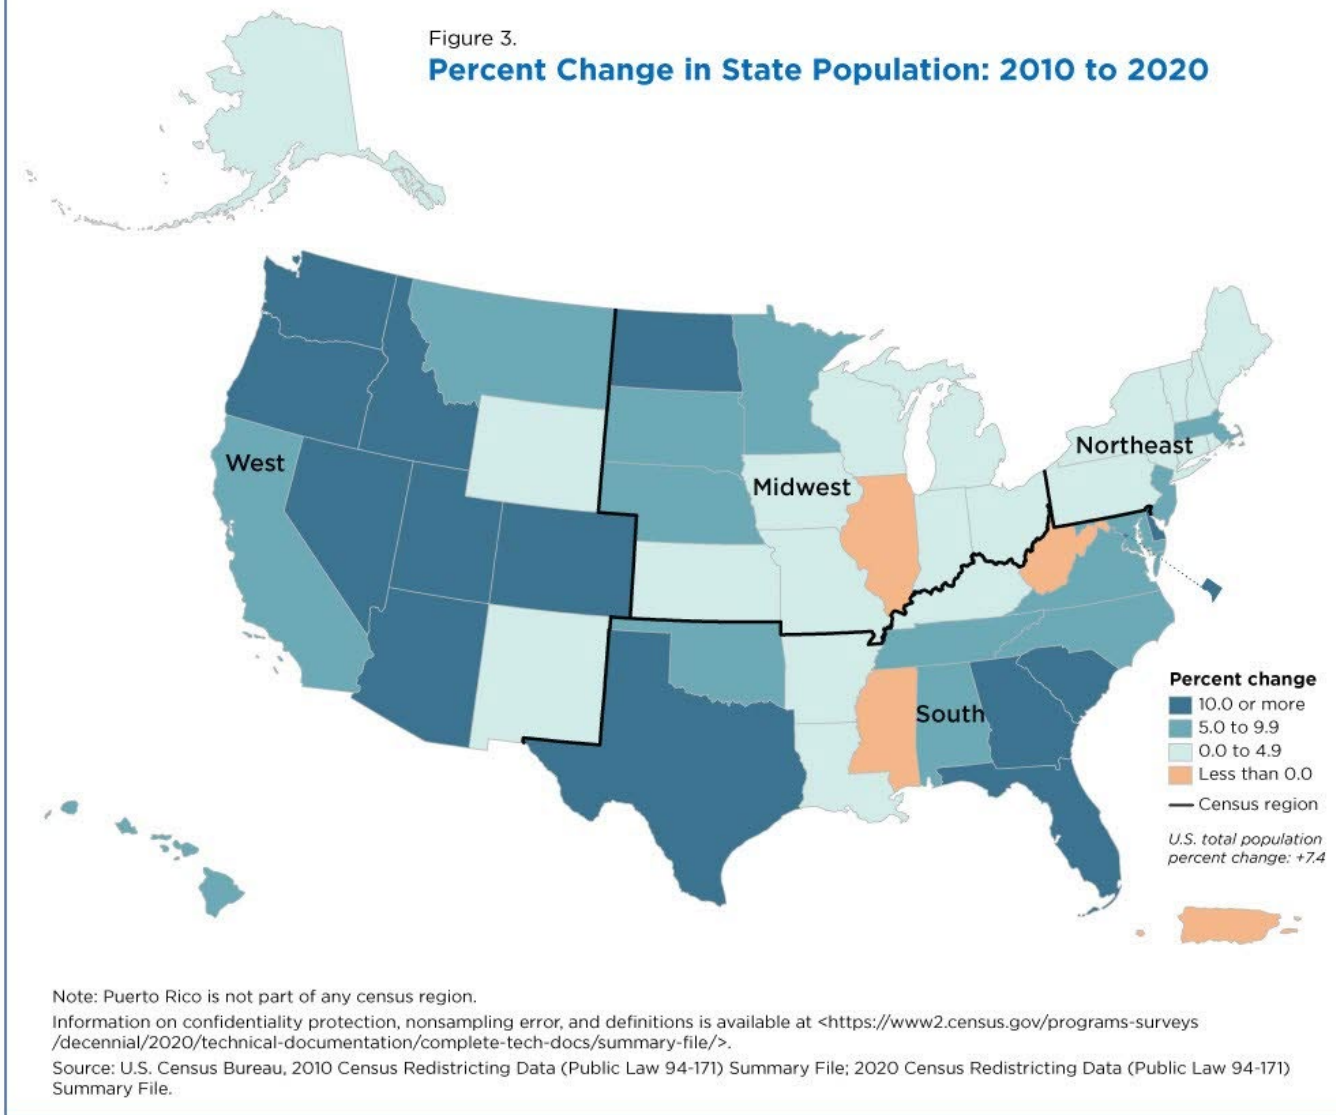 Figure 3.
Percent Change in State Population: 2010 to 2020
West
Midwest
Northeast
South
Percent change
10.0 or more
5.0 to 9.9
0.0 to 4.9
Less than 0.0
Census region
U.S. total population
percent change: +7.4
Note: Puerto Rico is not part of any census region.
Information on confidentiality protection, nonsampling error, and definitions is available at <https://www2.census.gov/programs-surveys
/decennial/2020/technical-documentation/complete-tech-docs/summary-file/>.
Source: U.S. Census Bureau, 2010 Census Redistricting Data (Public Law 94-171) Summary File; 2020 Census Redistricting Data (Public Law 94-171)
Summary File.